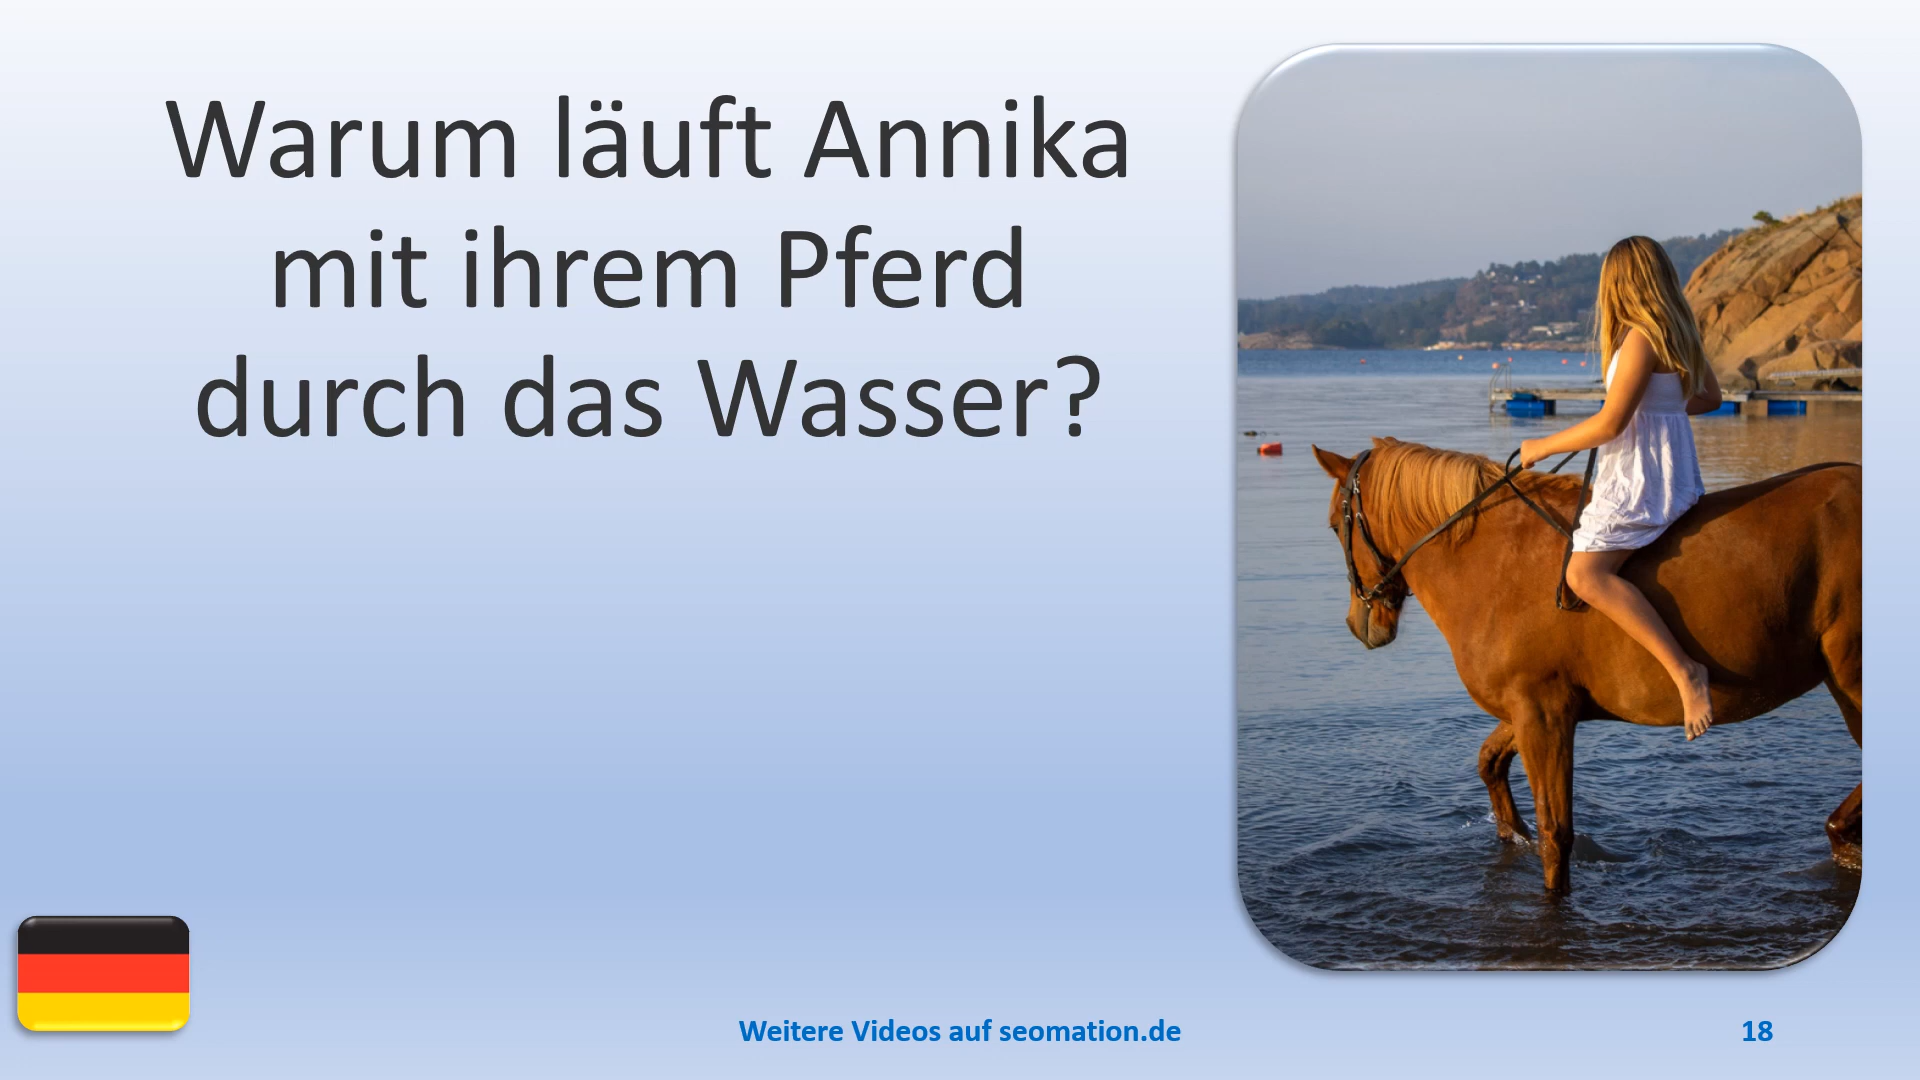 Warum läuft Annika
mit ihrem Pferd
durch das Wasser?
Weitere Videos auf seomation.de
18